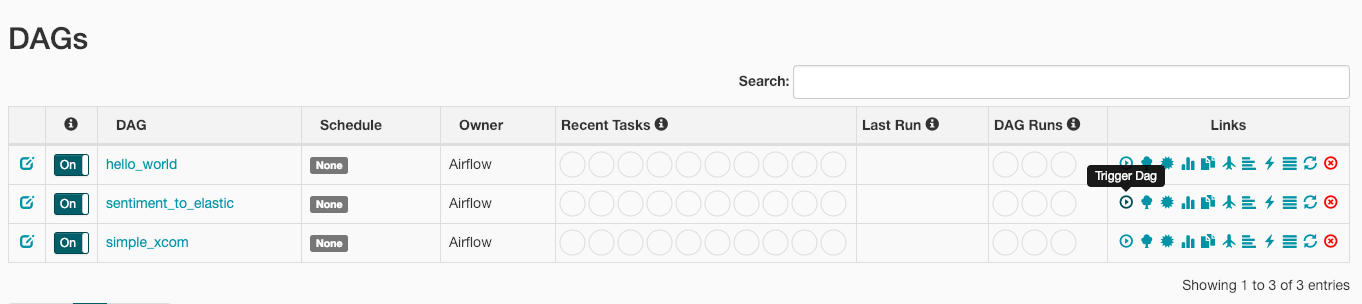 DAGs
Search:
DAG Schedule Owner Recent Tasks Last Run DAG Runs Links
On hello_world None Airflow
Trigger Dag
On sentiment_to_elastic None Airflow
On simple_xcom None Airflow
Showing 1 to 3 of 3 entries